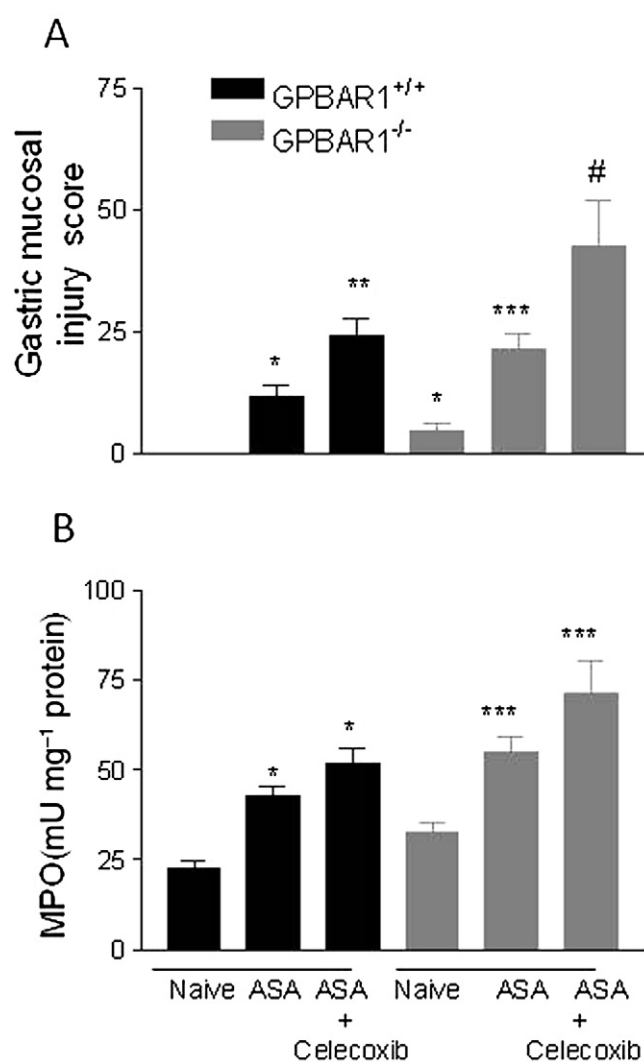 A
75
50
25
0
Gastric mucosal
injury score
GPBAR1+/+
GPBAR1-/-
*
**
*
***
#
B
100
75
50
25
0
MPO(mU mg⁻¹ protein)
*
*
***
***
Naive ASA ASA Naive ASA ASA
+ +
Celecoxib Celecoxib